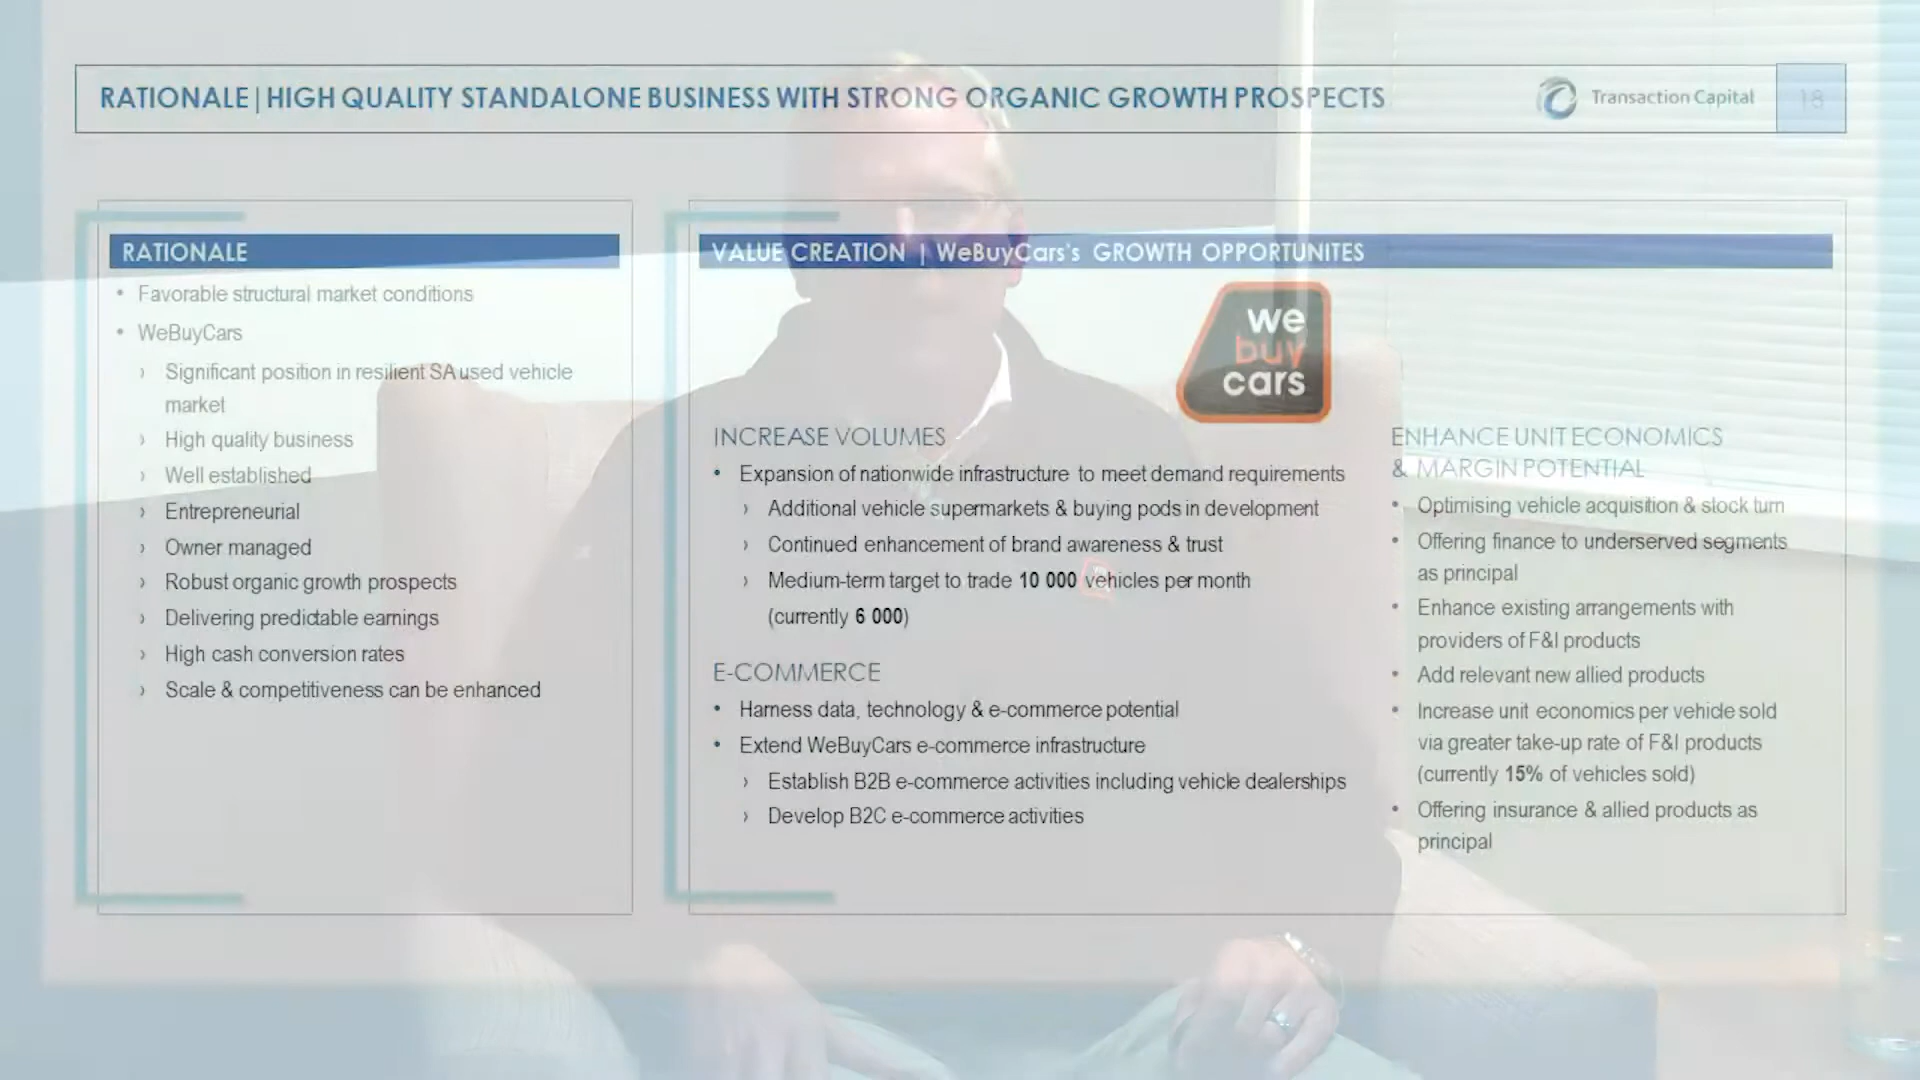 RATIONALE | HIGH QUALITY STANDALONE BUSINESS WITH STRONG ORGANIC GROWTH PROSPECTS
Transaction Capital
18
RATIONALE
• Favorable structural market conditions
• WeBuyCars
› Significant position in resilient SA used vehicle
market
› High quality business
› Well established
› Entrepreneurial
› Owner managed
› Robust organic growth prospects
› Delivering predictable earnings
› High cash conversion rates
› Scale & competitiveness can be enhanced
VALUE CREATION | WeBuyCars's GROWTH OPPORTUNITES
we
buy
cars
INCREASE VOLUMES
• Expansion of nationwide infrastructure to meet demand requirements
› Additional vehicle supermarkets & buying pods in development
› Continued enhancement of brand awareness & trust
› Medium-term target to trade 10 000 vehicles per month
(currently 6 000)
E-COMMERCE
• Harness data, technology & e-commerce potential
• Extend WeBuyCars e-commerce infrastructure
› Establish B2B e-commerce activities including vehicle dealerships
› Develop B2C e-commerce activities
ENHANCE UNIT ECONOMICS
& MARGIN POTENTIAL
• Optimising vehicle acquisition & stock turn
• Offering finance to underserved segments
as principal
• Enhance existing arrangements with
providers of F&I products
• Add relevant new allied products
• Increase unit economics per vehicle sold
via greater take-up rate of F&I products
(currently 15% of vehicles sold)
• Offering insurance & allied products as
principal